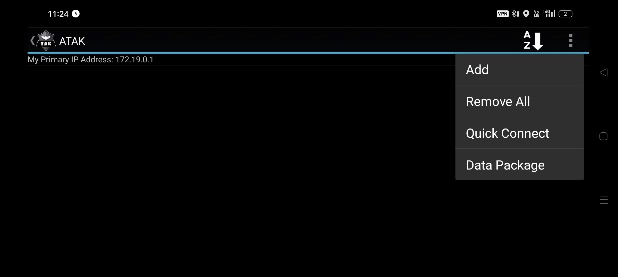 11:24
ATAK
A
Z
My Primary IP Address: 172.19.0.1
Add
Remove All
Quick Connect
Data Package